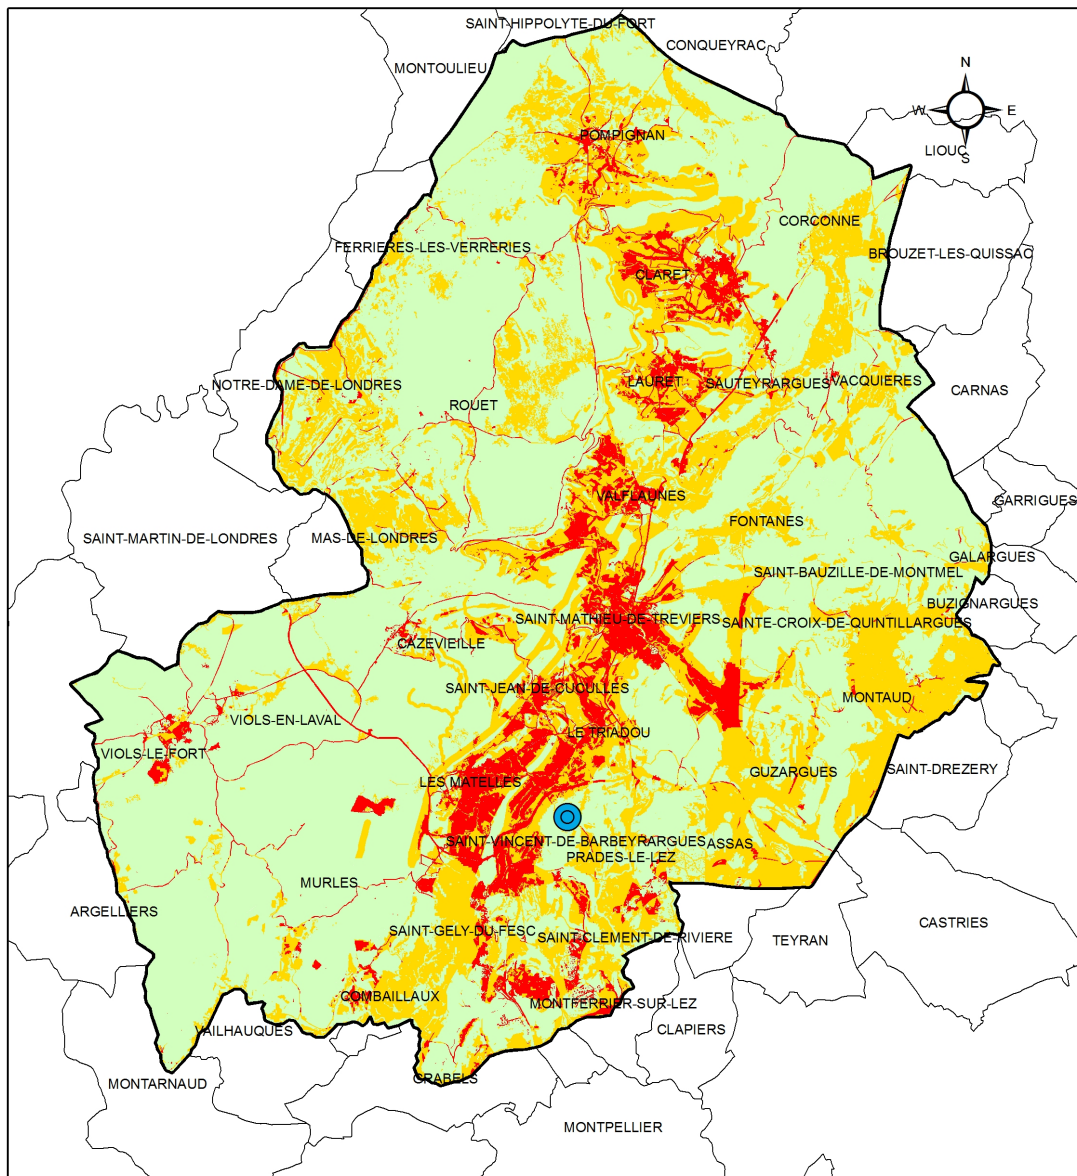 SAINT-HIPPOLYTE-DU-FORT
CONQUEYRAC
MONTOULIEU
N
W
E
S
POMPIGNAN
LIOUC
CORCONNE
FERRIERES-LES-VERRERIES
BROUZET-LES-QUISSAC
CLARET
NOTRE-DAME-DE-LONDRES
LAURET
SAUTEYRARGUES
VACQUIERES
CARNAS
ROUET
VALFLAUNES
GARRIGUES
FONTANES
SAINT-MARTIN-DE-LONDRES
MAS-DE-LONDRES
GALARGUES
SAINT-BAUZILLE-DE-MONTMEL
BUZIGNARGUES
SAINT-MATHIEU-DE-TREVIERS
SAINTE-CROIX-DE-QUINTILLARGUES
CAZEVIEILLE
SAINT-JEAN-DE-CUCULLES
MONTAUD
VIOLS-EN-LAVAL
LE TRIADOU
VIOLS-LE-FORT
GUZARGUES
SAINT-DREZERY
LES MATELLES
SAINT-VINCENT-DE-BARBEYRARGUES
ASSAS
PRADES-LE-LEZ
MURLES
ARGELLIERS
CASTRIES
SAINT-GELY-DU-FESC
SAINT-CLEMENT-DE-RIVIERE
TEYRAN
COMBAILLAUX
MONTFERRIER-SUR-LEZ
VAILHAUQUES
CLAPIERS
GRABELS
MONTARNAUD
MONTPELLIER